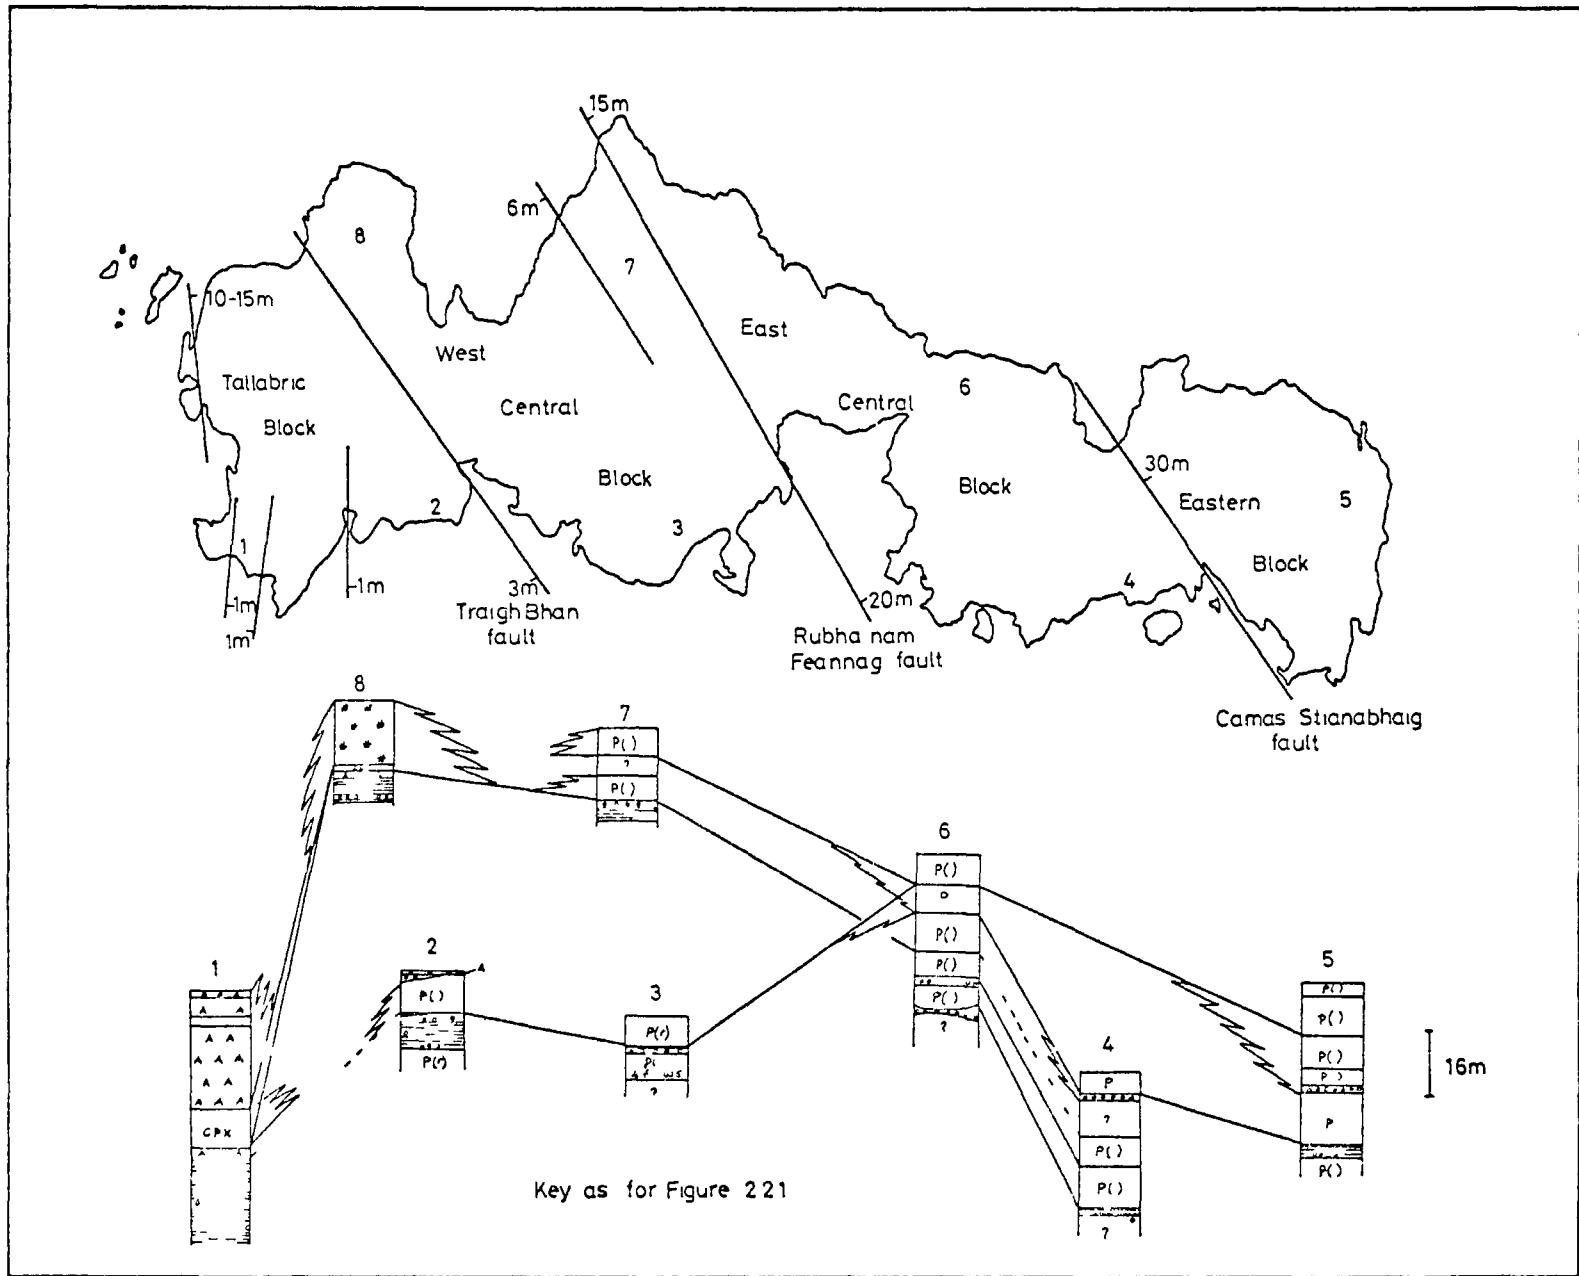 15m
6m
8
7
10-15m
East
West
Tallabric
6
Central
Central
Block
30m
Block
Block
Eastern
5
2
3
1
Block
4
1m
3m
20m
1m
Traigh Bhan
1m
fault
Rubha nam
Feannag fault
8
Camas Stianabhaig
7
fault
P()
?
P()
6
P()
P()
2
1
5
P()
A
P()
3
P()
P()
P(r)
4
P()
16m
P
P
P(r)
?
?
P
CPX
P()
P()
P()
Key as for Figure 221
P()
?
?